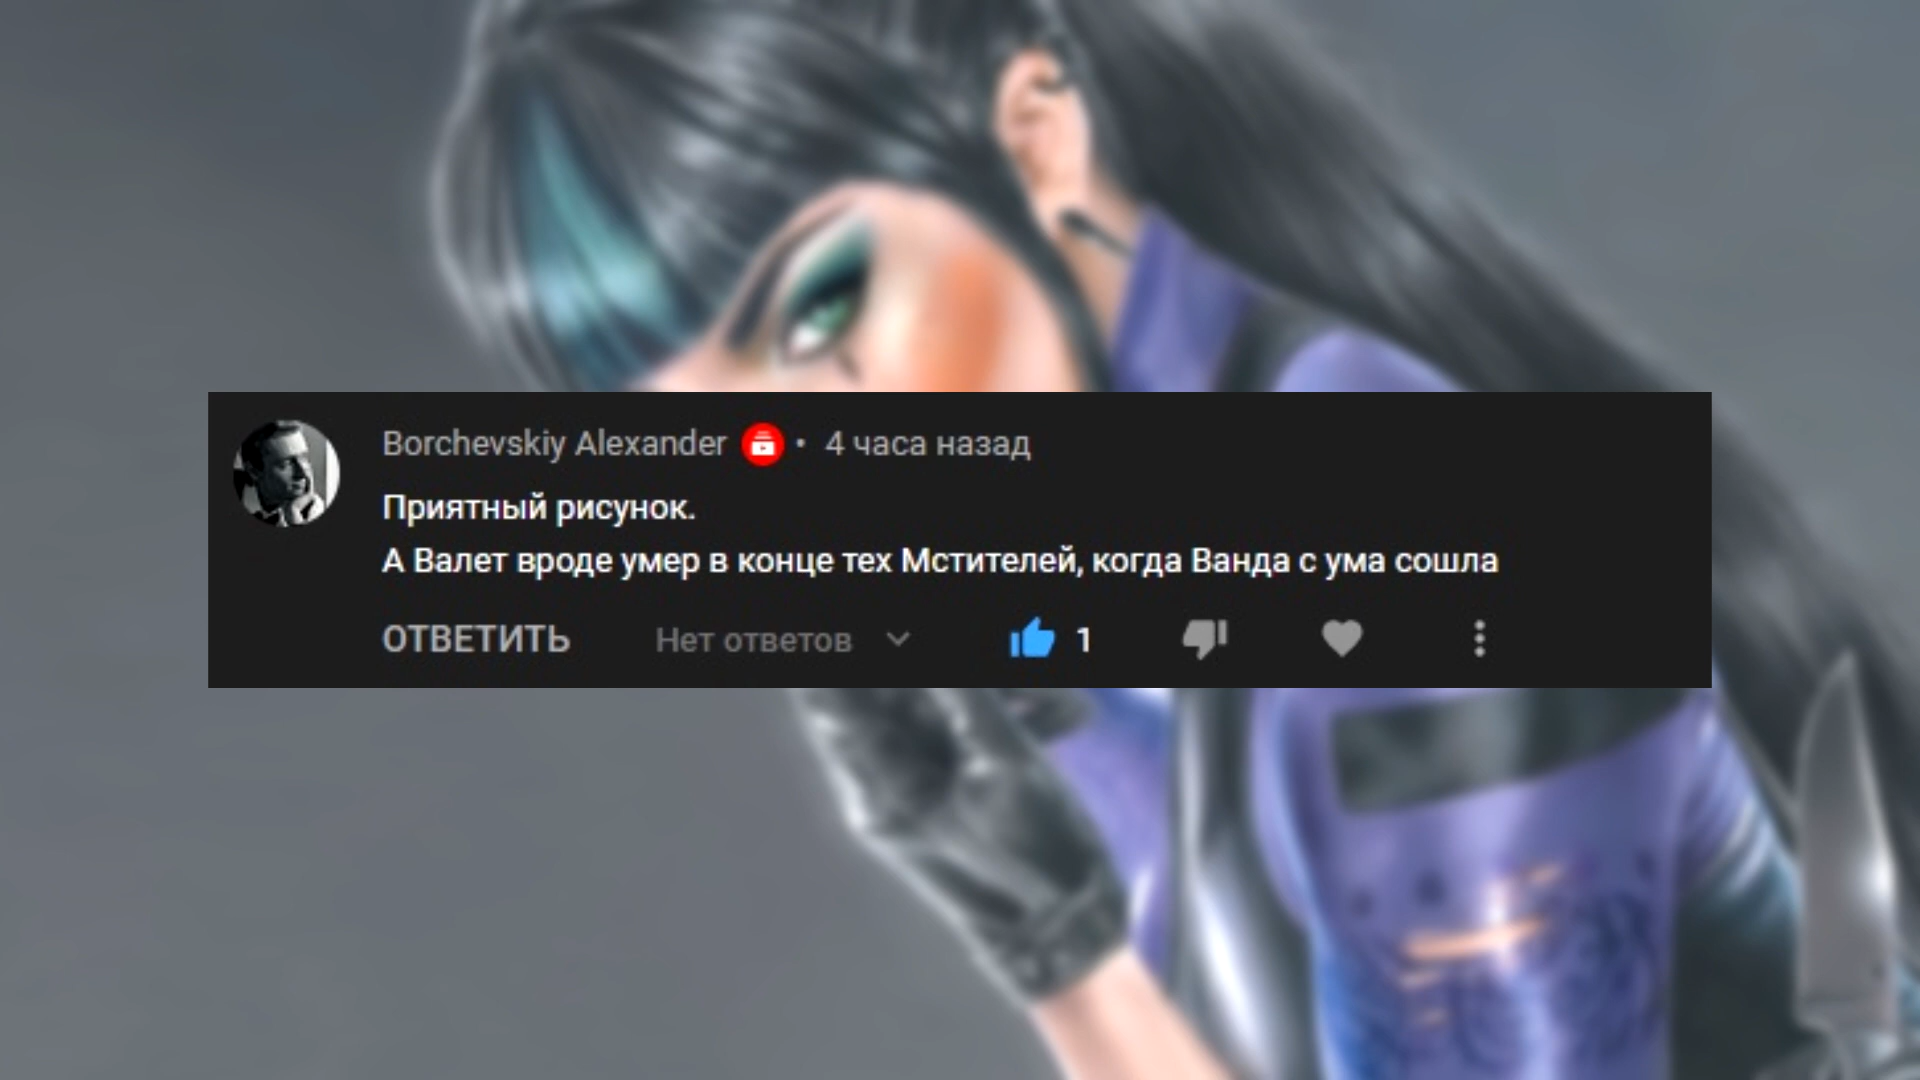 Borchevskiy Alexander • 4 часа назад
Приятный рисунок.
А Валет вроде умер в конце тех Мстителей, когда Ванда с ума сошла
ОТВЕТИТЬ Нет ответов 1